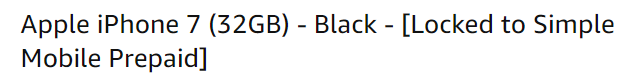 Apple iPhone 7 (32GB) - Black - [Locked to Simple
Mobile Prepaid]